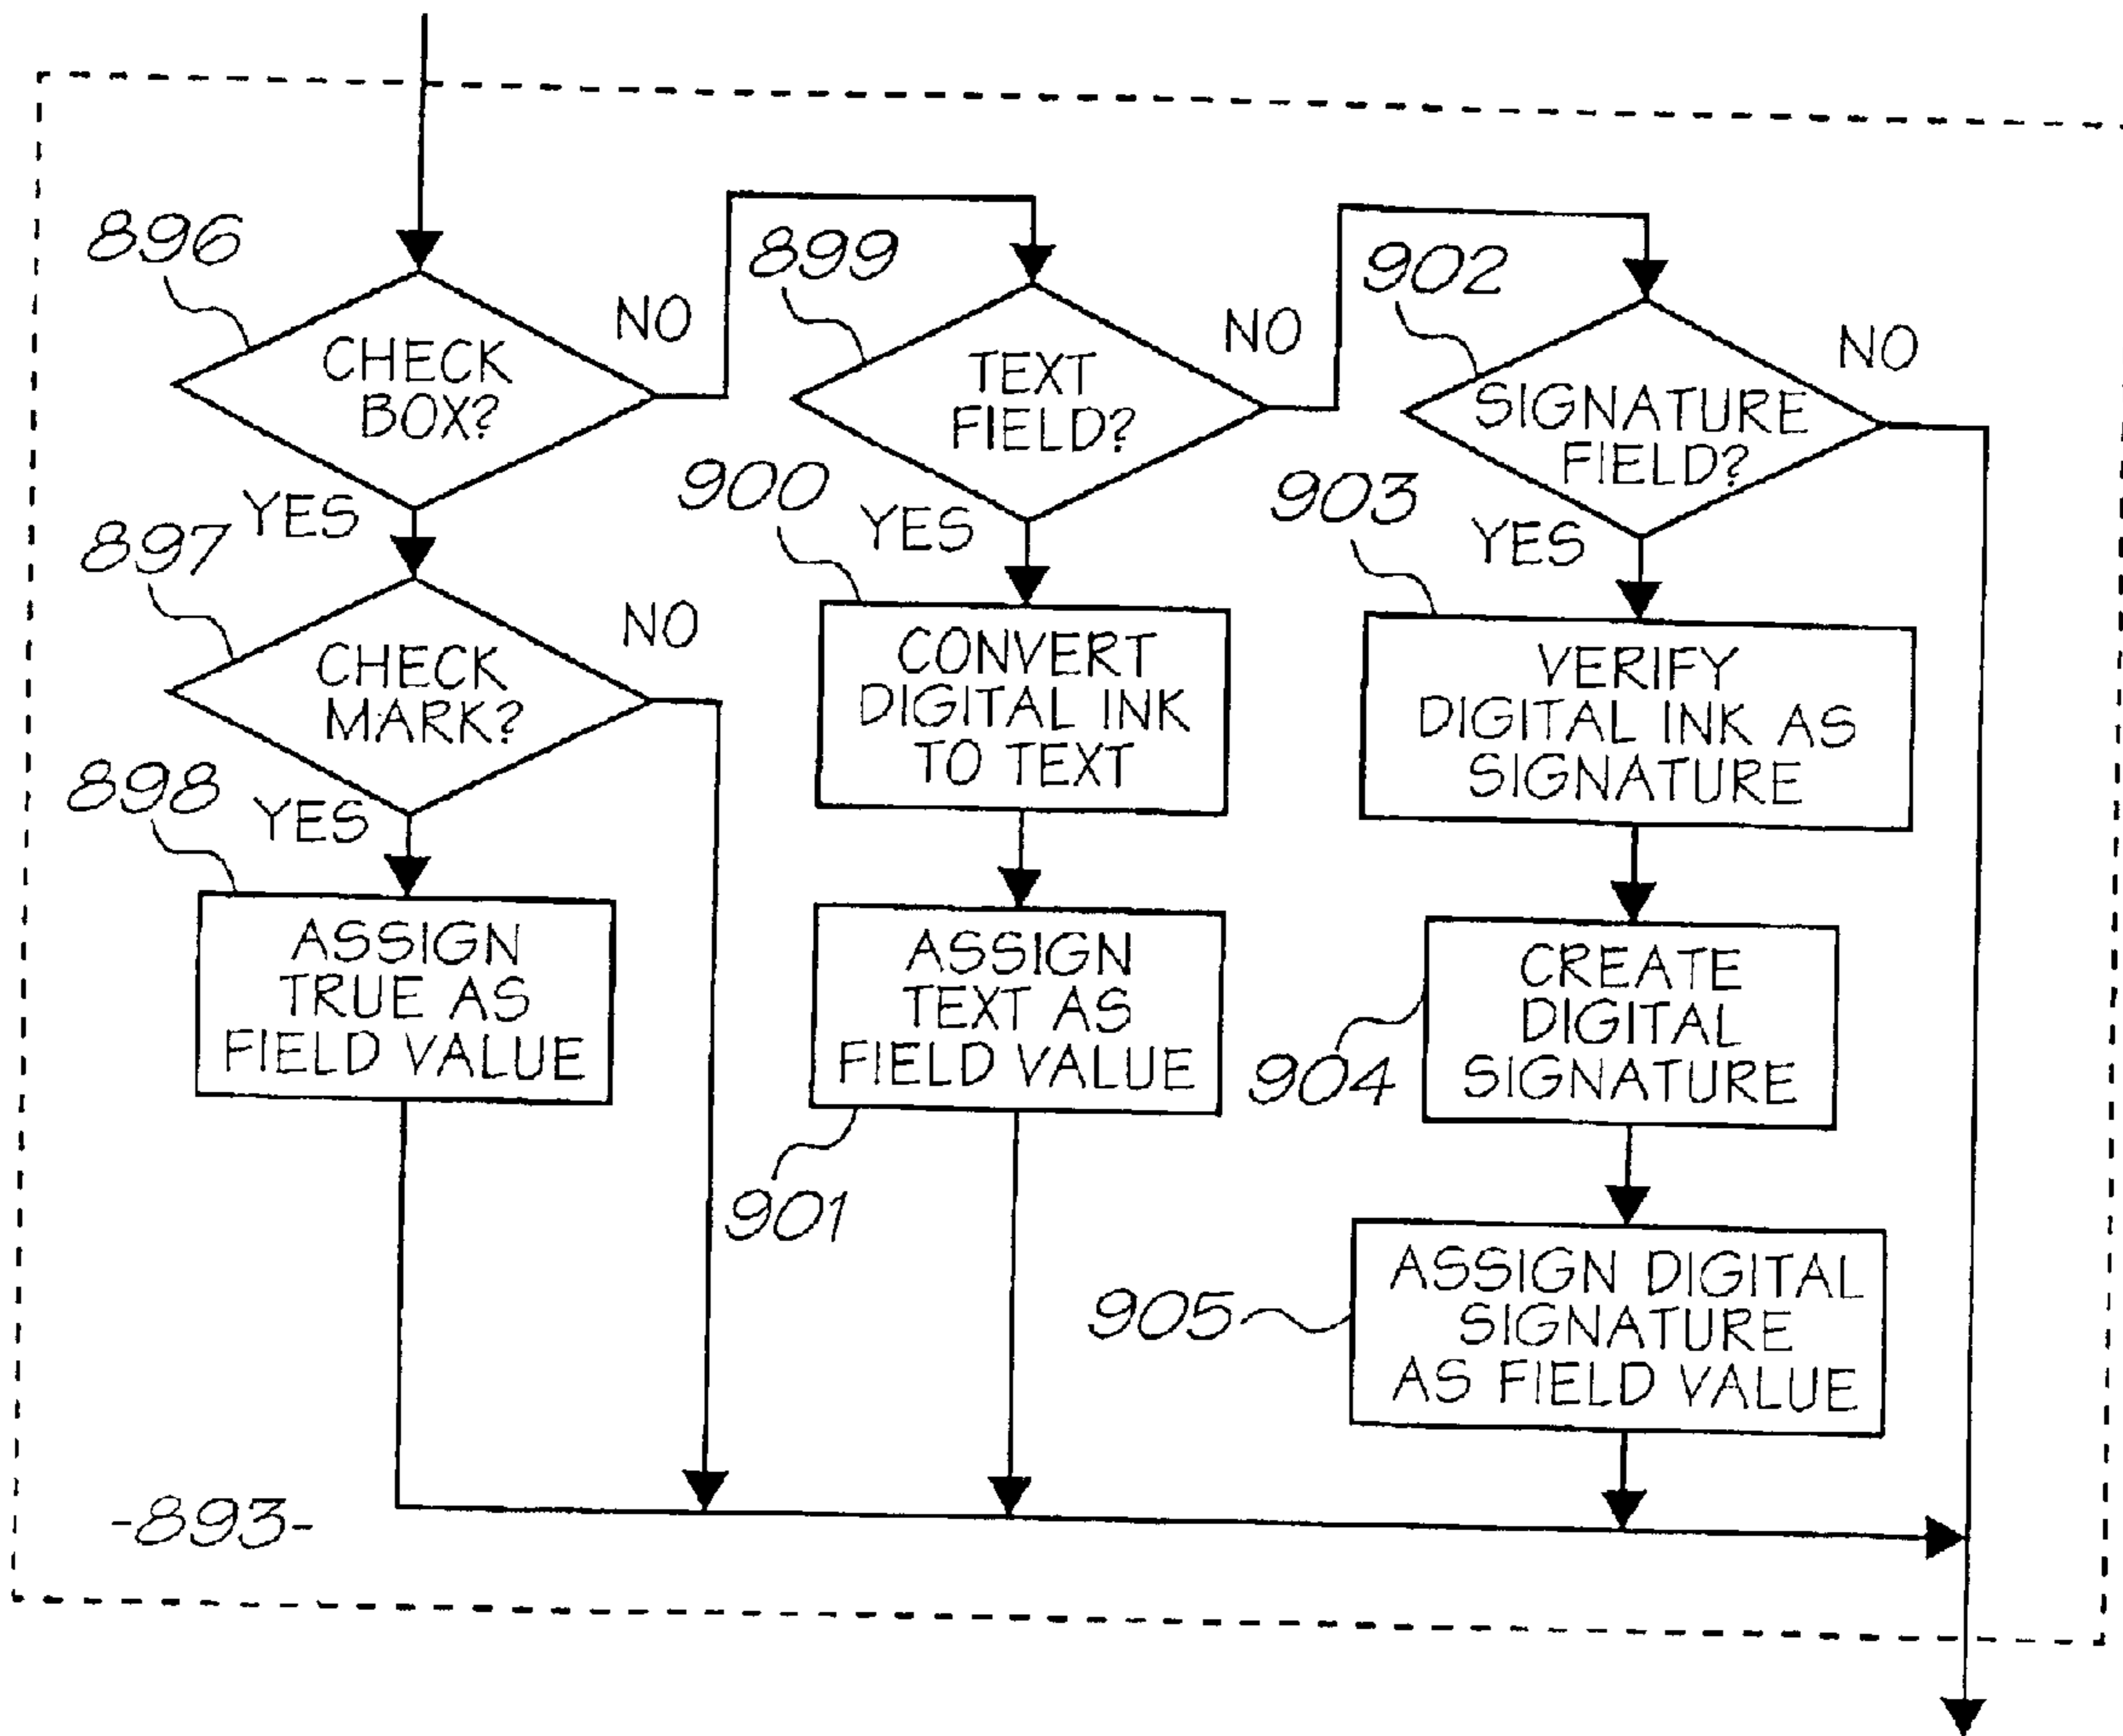 896
CHECK
BOX?
NO
YES
897
CHECK
MARK?
NO
YES
898
ASSIGN
TRUE AS
FIELD VALUE
899
TEXT
FIELD?
NO
YES
900
CONVERT
DIGITAL INK
TO TEXT
ASSIGN
TEXT AS
FIELD VALUE
901
902
SIGNATURE
FIELD?
NO
YES
903
VERIFY
DIGITAL INK AS
SIGNATURE
CREATE
DIGITAL
SIGNATURE
904
905
ASSIGN DIGITAL
SIGNATURE
AS FIELD VALUE
-893-